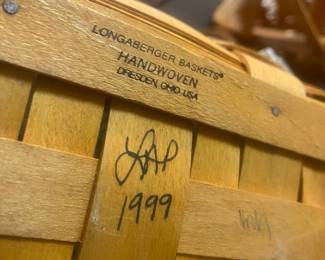 LONGABERGER BASKETS®
HANDWOVEN
DRESDEN, OHIO USA
1999